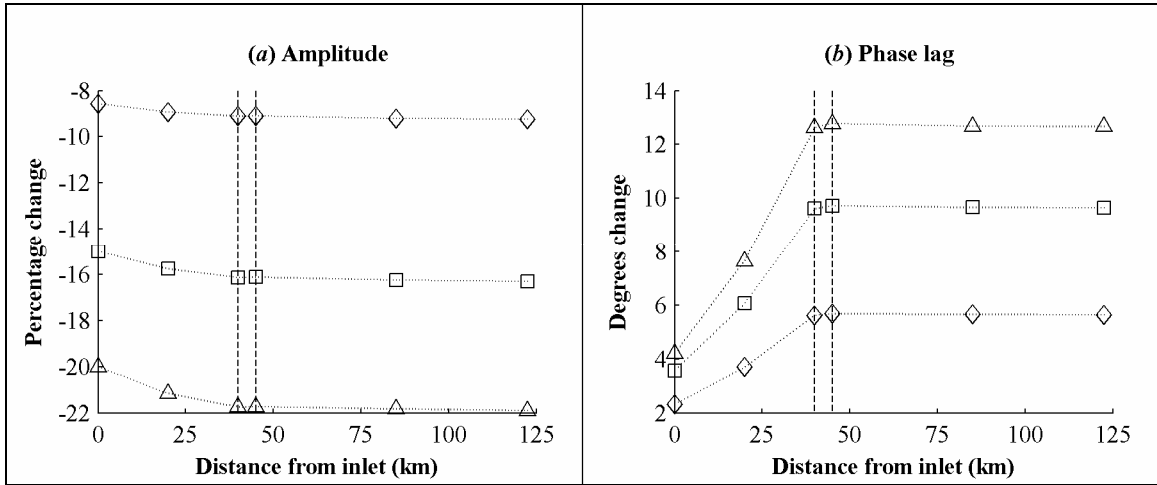 (a) Amplitude
-8
-10
-12
-14
-16
-18
-20
-22
Percentage change
0 25 50 75 100 125
Distance from inlet (km)
(b) Phase lag
14
12
10
8
6
4
2
Degrees change
0 25 50 75 100 125
Distance from inlet (km)